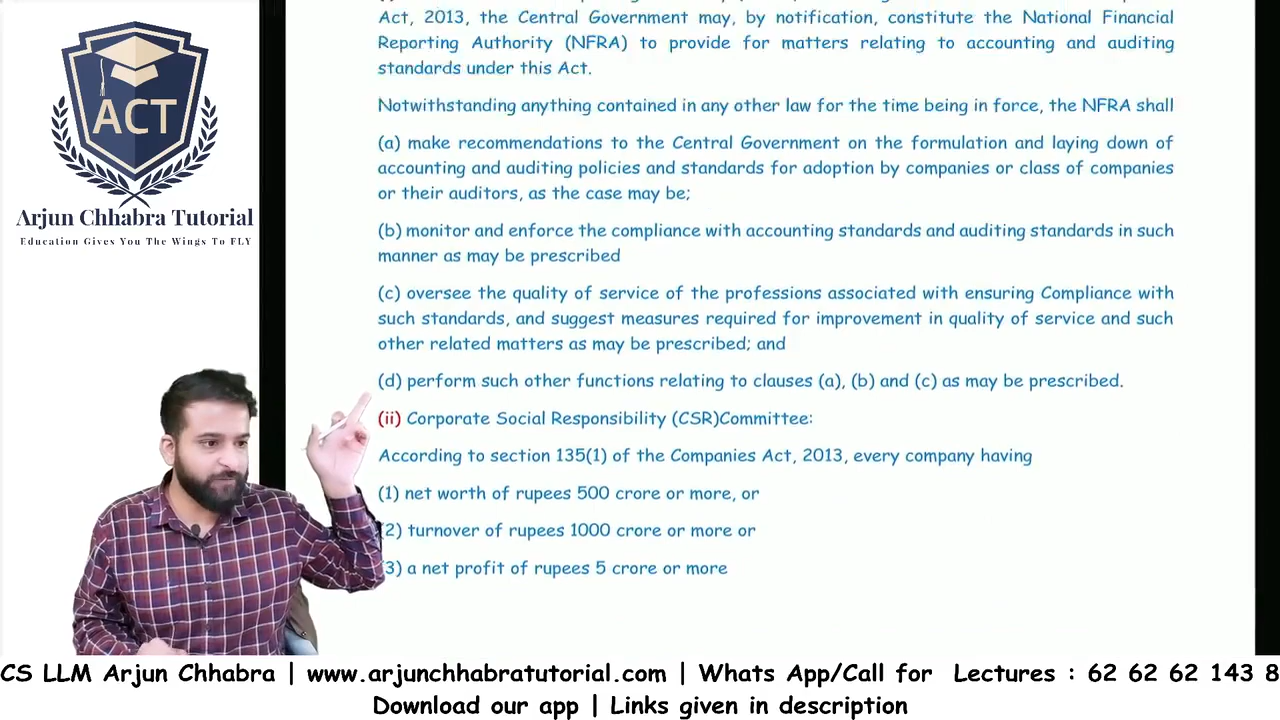 Act, 2013, the Central Government may, by notification, constitute the National Financial
Reporting Authority (NFRA) to provide for matters relating to accounting and auditing
standards under this Act.
Notwithstanding anything contained in any other law for the time being in force, the NFRA shall
(a) make recommendations to the Central Government on the formulation and laying down of
accounting and auditing policies and standards for adoption by companies or class of companies
or their auditors, as the case may be;
(b) monitor and enforce the compliance with accounting standards and auditing standards in such
manner as may be prescribed
(c) oversee the quality of service of the professions associated with ensuring Compliance with
such standards, and suggest measures required for improvement in quality of service and such
other related matters as may be prescribed; and
(d) perform such other functions relating to clauses (a), (b) and (c) as may be prescribed.
(ii) Corporate Social Responsibility (CSR)Committee:
According to section 135(1) of the Companies Act, 2013, every company having
(1) net worth of rupees 500 crore or more, or
2) turnover of rupees 1000 crore or more or
3) a net profit of rupees 5 crore or more
ACT
Arjun Chhabra Tutorial
Education Gives You The Wings To FLY
CS LLM Arjun Chhabra | www.arjunchhabratutorial.com | Whats App/Call for Lectures : 62 62 62 143 8
Download our app | Links given in description